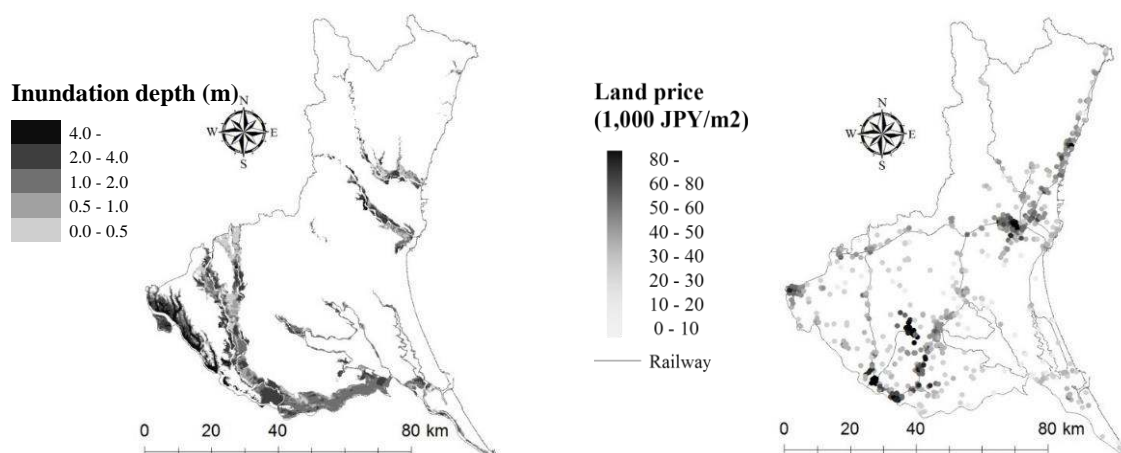 Inundation depth (m)
N
W E
S
4.0 -
2.0 - 4.0
1.0 - 2.0
0.5 - 1.0
0.0 - 0.5
0 20 40 80 km
Land price
(1,000 JPY/m2)
N
W E
S
80 -
60 - 80
50 - 60
40 - 50
30 - 40
20 - 30
10 - 20
0 - 10
Railway
0 20 40 80 km